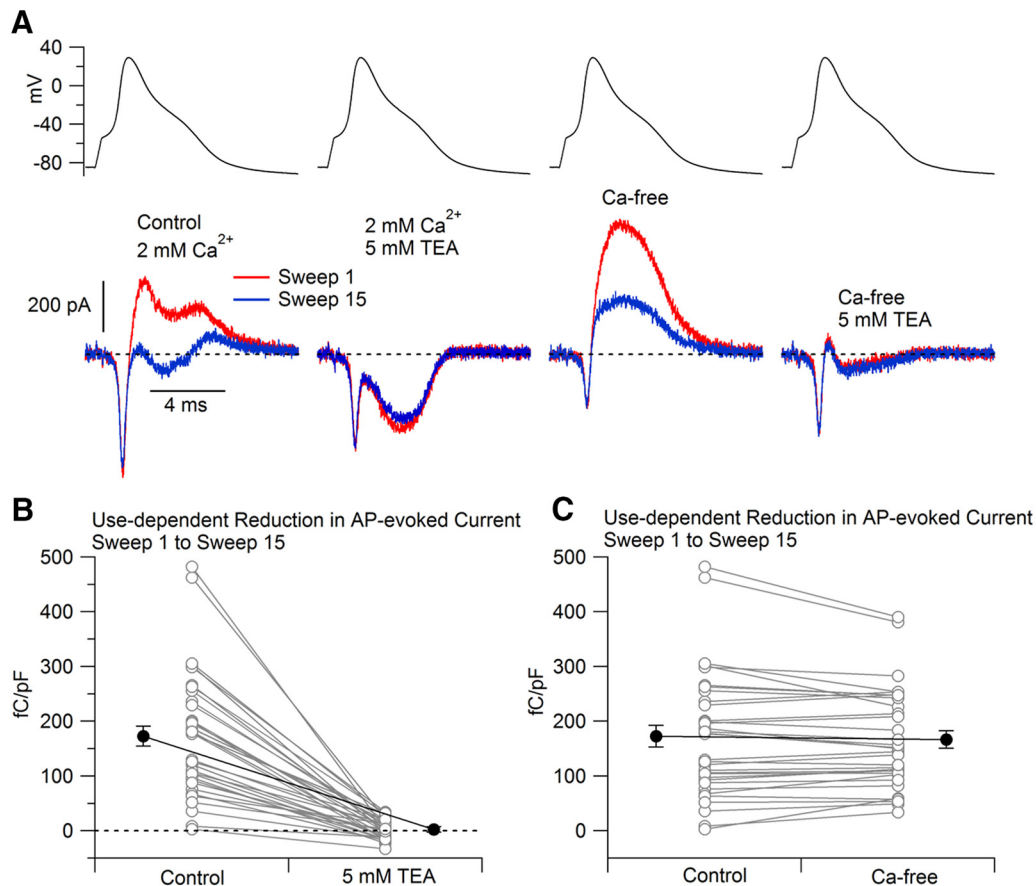 A
40
0
-40
-80
mV
Control
2 mM Ca2+
2 mM Ca2+
5 mM TEA
Ca-free
Ca-free
5 mM TEA
Sweep 1
Sweep 15
200 pA
4 ms
B
Use-dependent Reduction in AP-evoked Current
Sweep 1 to Sweep 15
500
400
300
200
100
0
fC/pF
Control
5 mM TEA
C
Use-dependent Reduction in AP-evoked Current
Sweep 1 to Sweep 15
500
400
300
200
100
0
fC/pF
Control
Ca-free